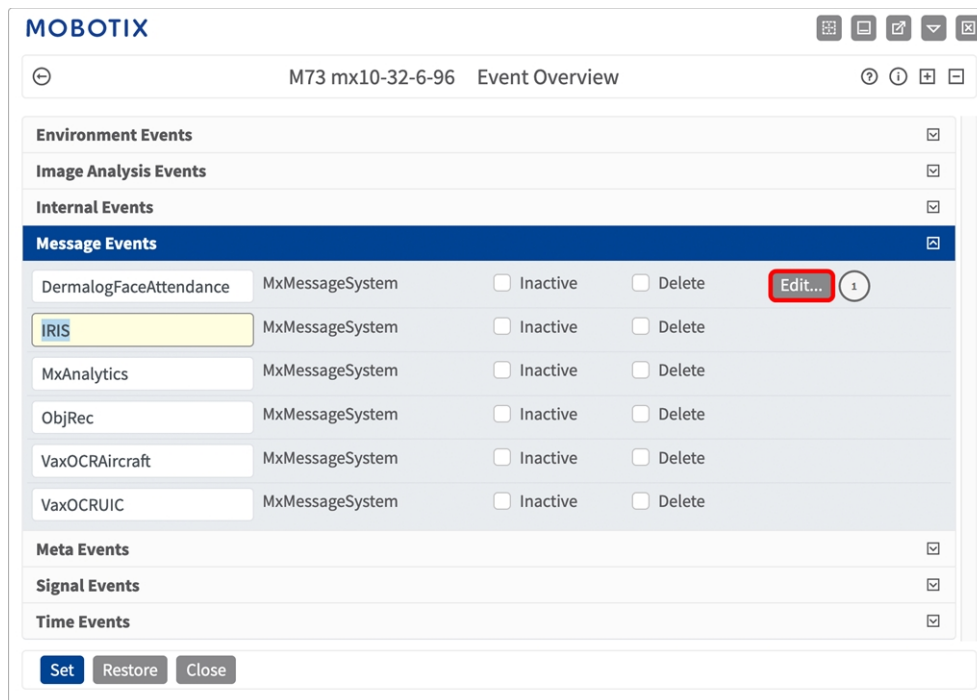 MOBOTIX
M73 mx10-32-6-96 Event Overview
Environment Events
Image Analysis Events
Internal Events
Message Events
DermalogFaceAttendance MxMessageSystem Inactive Delete Edit... 1
IRIS MxMessageSystem Inactive Delete
MxAnalytics MxMessageSystem Inactive Delete
ObjRec MxMessageSystem Inactive Delete
VaxOCRAircraft MxMessageSystem Inactive Delete
VaxOCRUIC MxMessageSystem Inactive Delete
Meta Events
Signal Events
Time Events
Set Restore Close